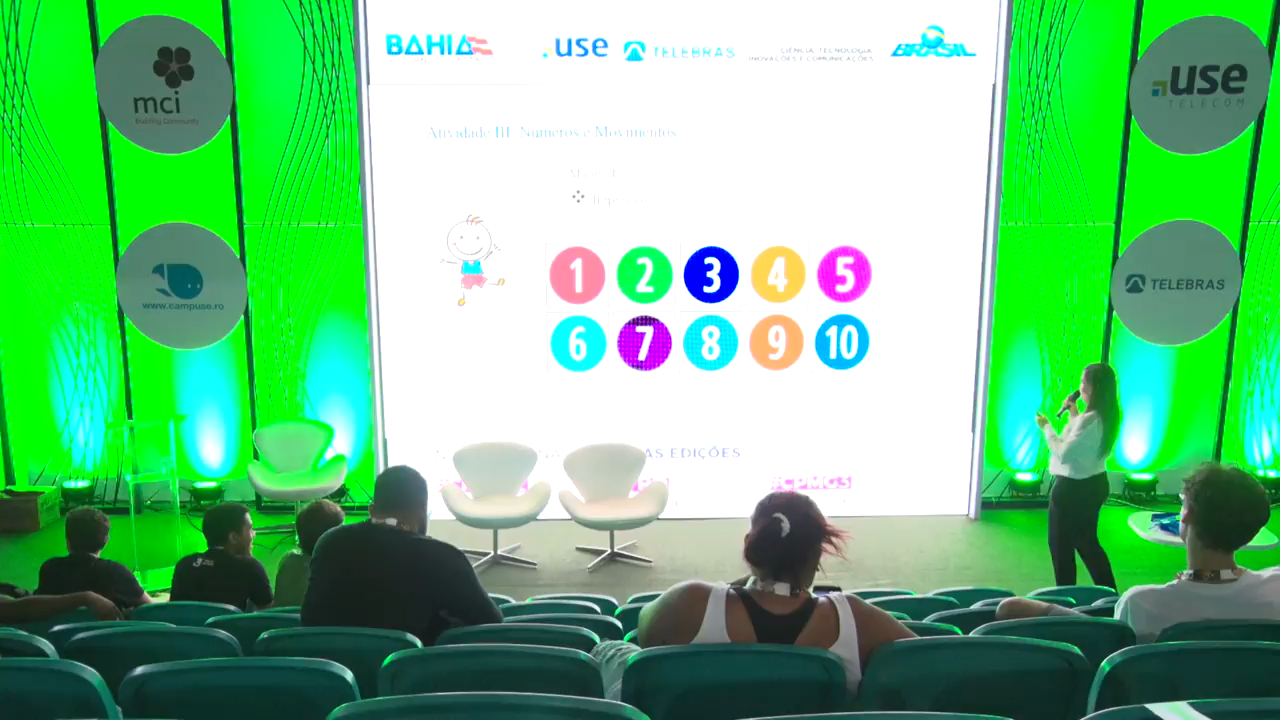 BAHIA
.use
TELEBRAS
CIÊNCIA, TECNOLOGIA
INOVAÇÕES E COMUNICAÇÕES
BRASIL
mci
Building Community
use
TELECOM
Atividade III: Números e Movimentos
www.campuse.ro
TELEBRAS
1 2 3 4 5
6 7 8 9 10
AS EDIÇÕES
#CPMG3